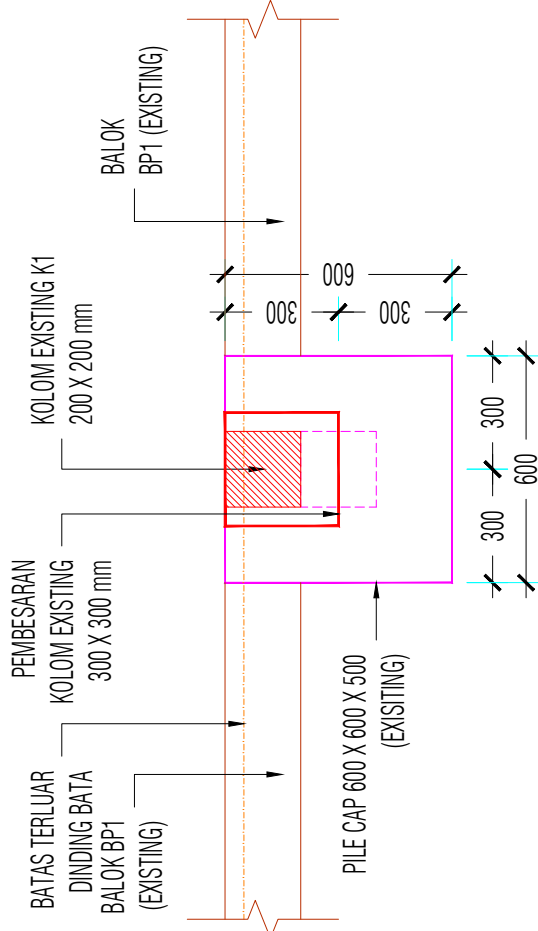 BATAS TERLUAR
DINDING BATA
BALOK BP1
(EXISTING)
PEMBESARAN
KOLOM EXISTING
300 X 300 mm
KOLOM EXISTING K1
200 X 200 mm
BALOK
BP1 (EXISTING)
PILE CAP 600 X 600 X 500
(EXISITING)
300
300
600
300
300
600